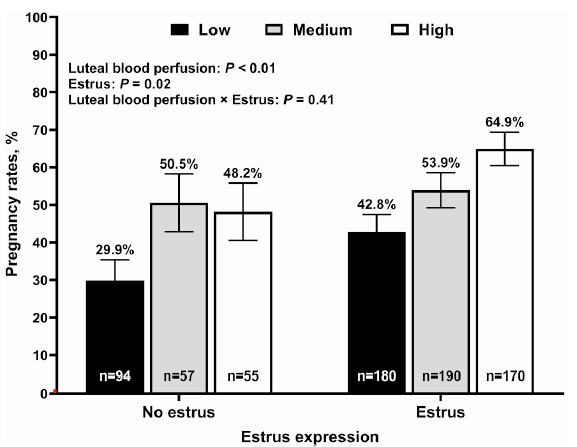 100
Low Medium High
90
Luteal blood perfusion: P < 0.01
Estrus: P = 0.02
Luteal blood perfusion × Estrus: P = 0.41
80
70
60
50
40
30
20
10
0
Pregnancy rates, %
29.9%
50.5%
48.2%
42.8%
53.9%
64.9%
n=94
n=57
n=55
n=180
n=190
n=170
No estrus
Estrus
Estrus expression